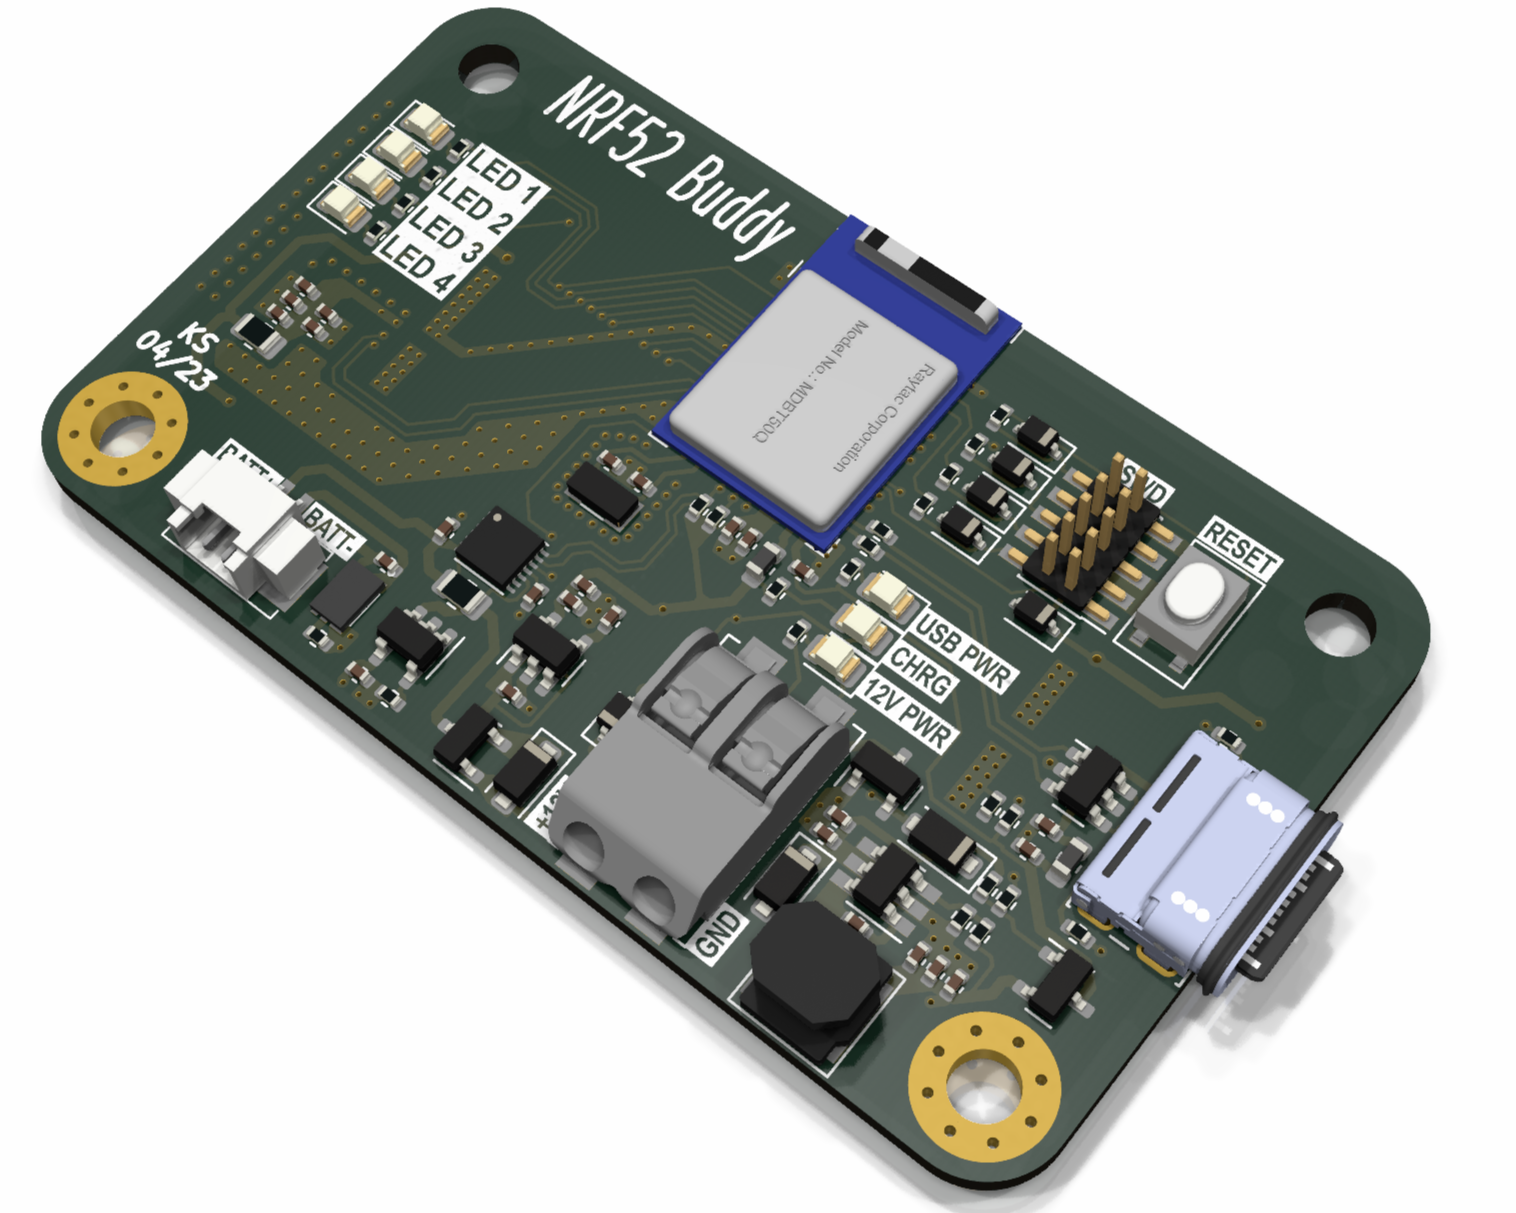 NRF52 Buddy
LED 1
LED 2
LED 3
LED 4
KS
04/23
Model No.: MDBT50Q
Raytac Corporation
BATT-
SWD
RESET
USB PWR
CHRG
12V PWR
GND